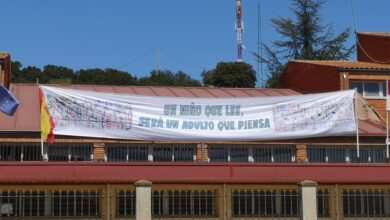 UN NIÑO QUE LEE,
SERÁ UN ADULTO QUE PIENSA